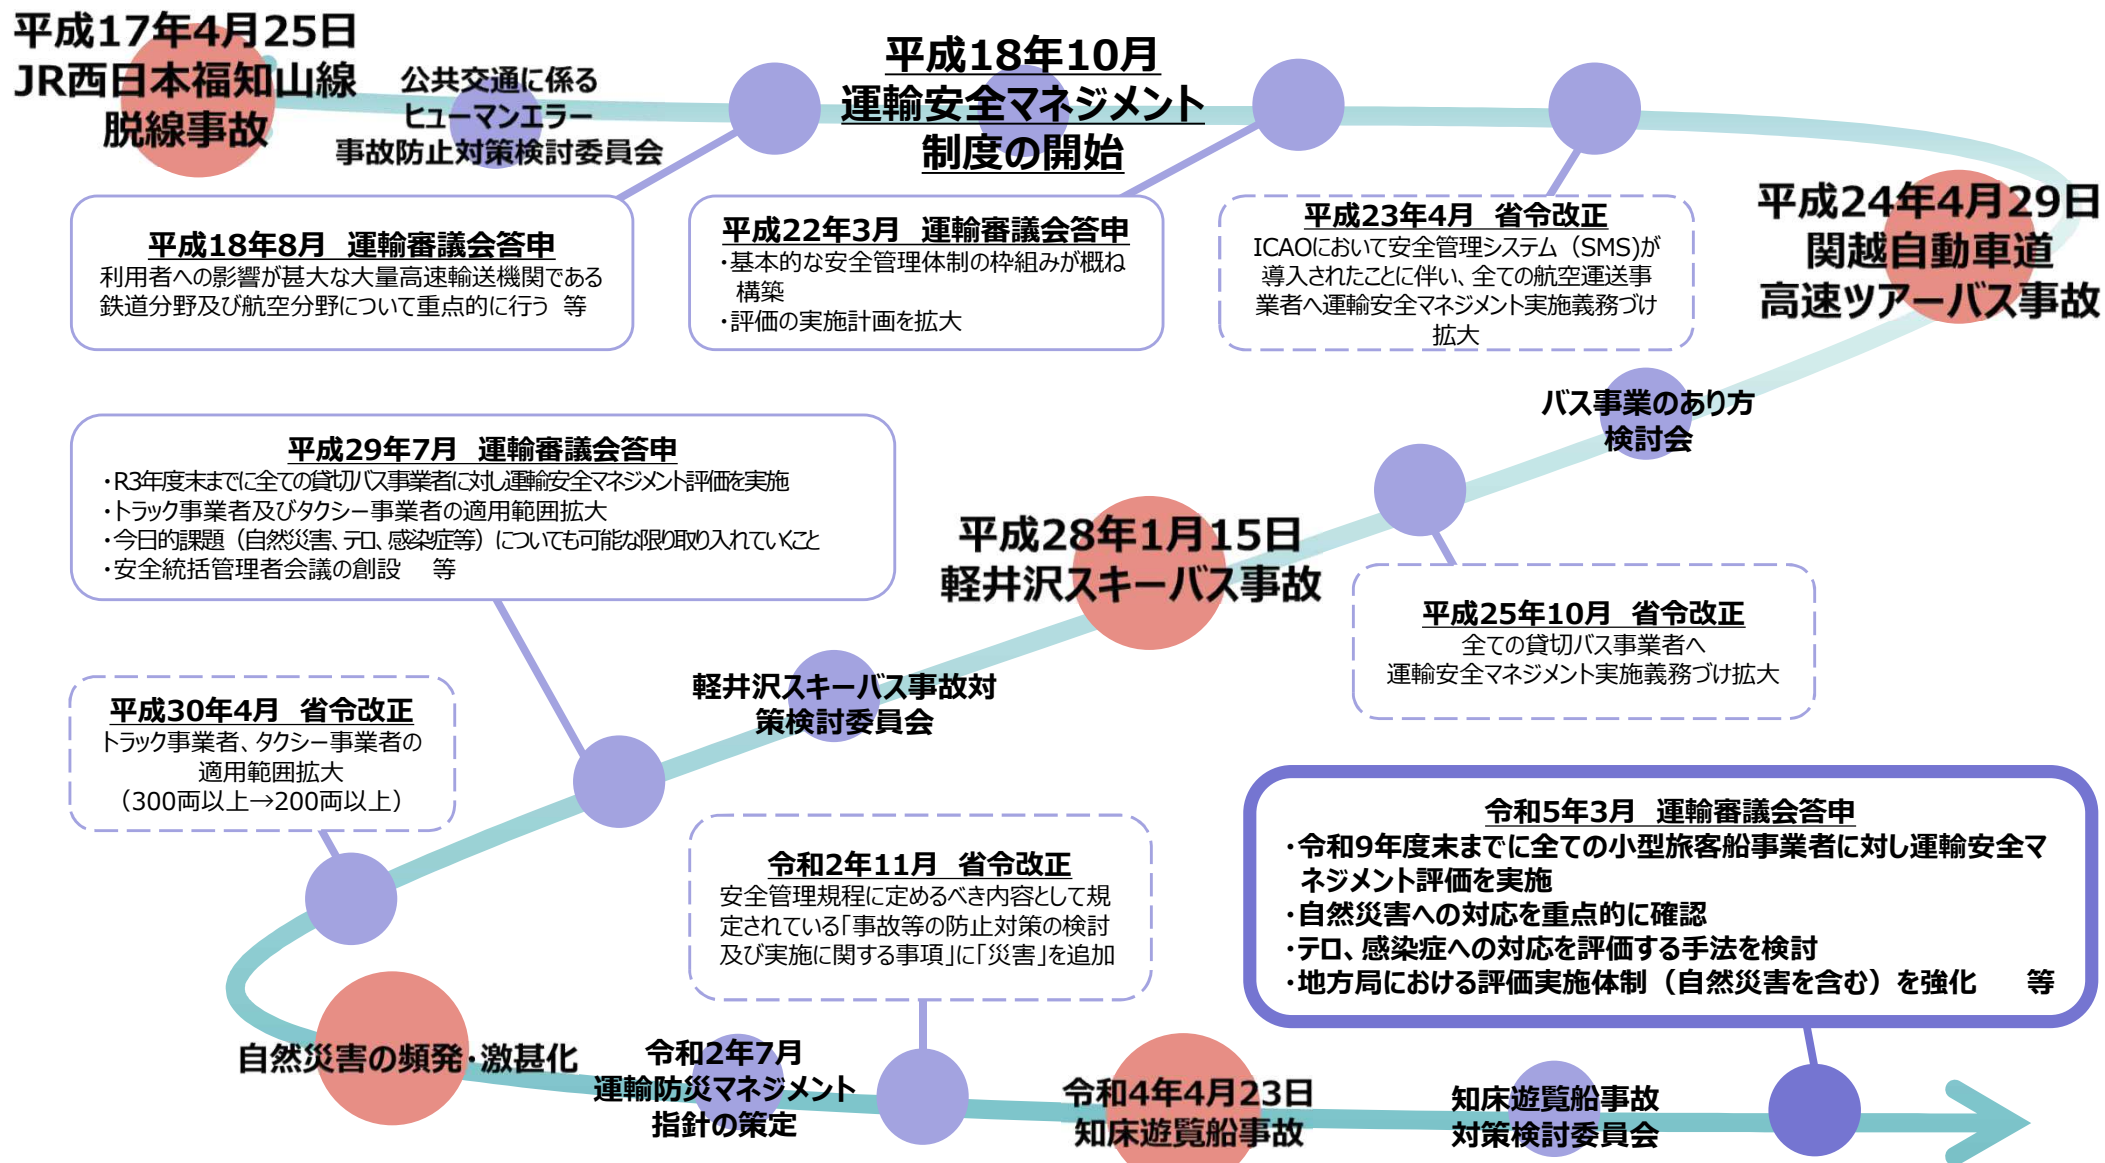 平成17年4月25日
JR西日本福知山線
脱線事故
公共交通に係る
ヒューマンエラー
事故防止対策検討委員会
平成18年10月
運輸安全マネジメント
制度の開始
平成18年8月 運輸審議会答申
利用者への影響が甚大な大量高速輸送機関である
鉄道分野及び航空分野について重点的に行う 等
平成22年3月 運輸審議会答申
・基本的な安全管理体制の枠組みが概ね
構築
・評価の実施計画を拡大
平成23年4月 省令改正
ICAOにおいて安全管理システム（SMS)が
導入されたことに伴い、全ての航空運送事
業者へ運輸安全マネジメント実施義務づけ
拡大
平成24年4月29日
関越自動車道
高速ツアーバス事故
バス事業のあり方
検討会
平成25年10月 省令改正
全ての貸切バス事業者へ
運輸安全マネジメント実施義務づけ拡大
平成28年1月15日
軽井沢スキーバス事故
軽井沢スキーバス事故対
策検討委員会
平成29年7月 運輸審議会答申
・R3年度末までに全ての貸切バス事業者に対し運輸安全マネジメント評価を実施
・トラック事業者及びタクシー事業者の適用範囲拡大
・今日的課題（自然災害、テロ、感染症等）についても可能な限り取り入れていくこと
・安全統括管理者会議の創設 等
平成30年4月 省令改正
トラック事業者、タクシー事業者の
適用範囲拡大
（300両以上→200両以上）
自然災害の頻発・激甚化
令和2年7月
運輸防災マネジメント
指針の策定
令和2年11月 省令改正
安全管理規程に定めるべき内容として規
定されている「事故等の防止対策の検討
及び実施に関する事項」に「災害」を追加
令和4年4月23日
知床遊覧船事故
知床遊覧船事故
対策検討委員会
令和5年3月 運輸審議会答申
・令和9年度末までに全ての小型旅客船事業者に対し運輸安全マ
ネジメント評価を実施
・自然災害への対応を重点的に確認
・テロ、感染症への対応を評価する手法を検討
・地方局における評価実施体制（自然災害を含む）を強化 等